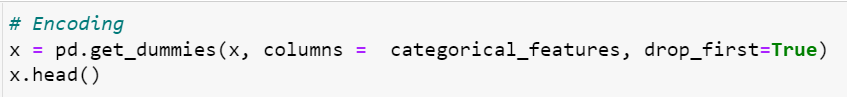 # Encoding
x = pd.get_dummies(x, columns =  categorical_features, drop_first=True)
x.head()